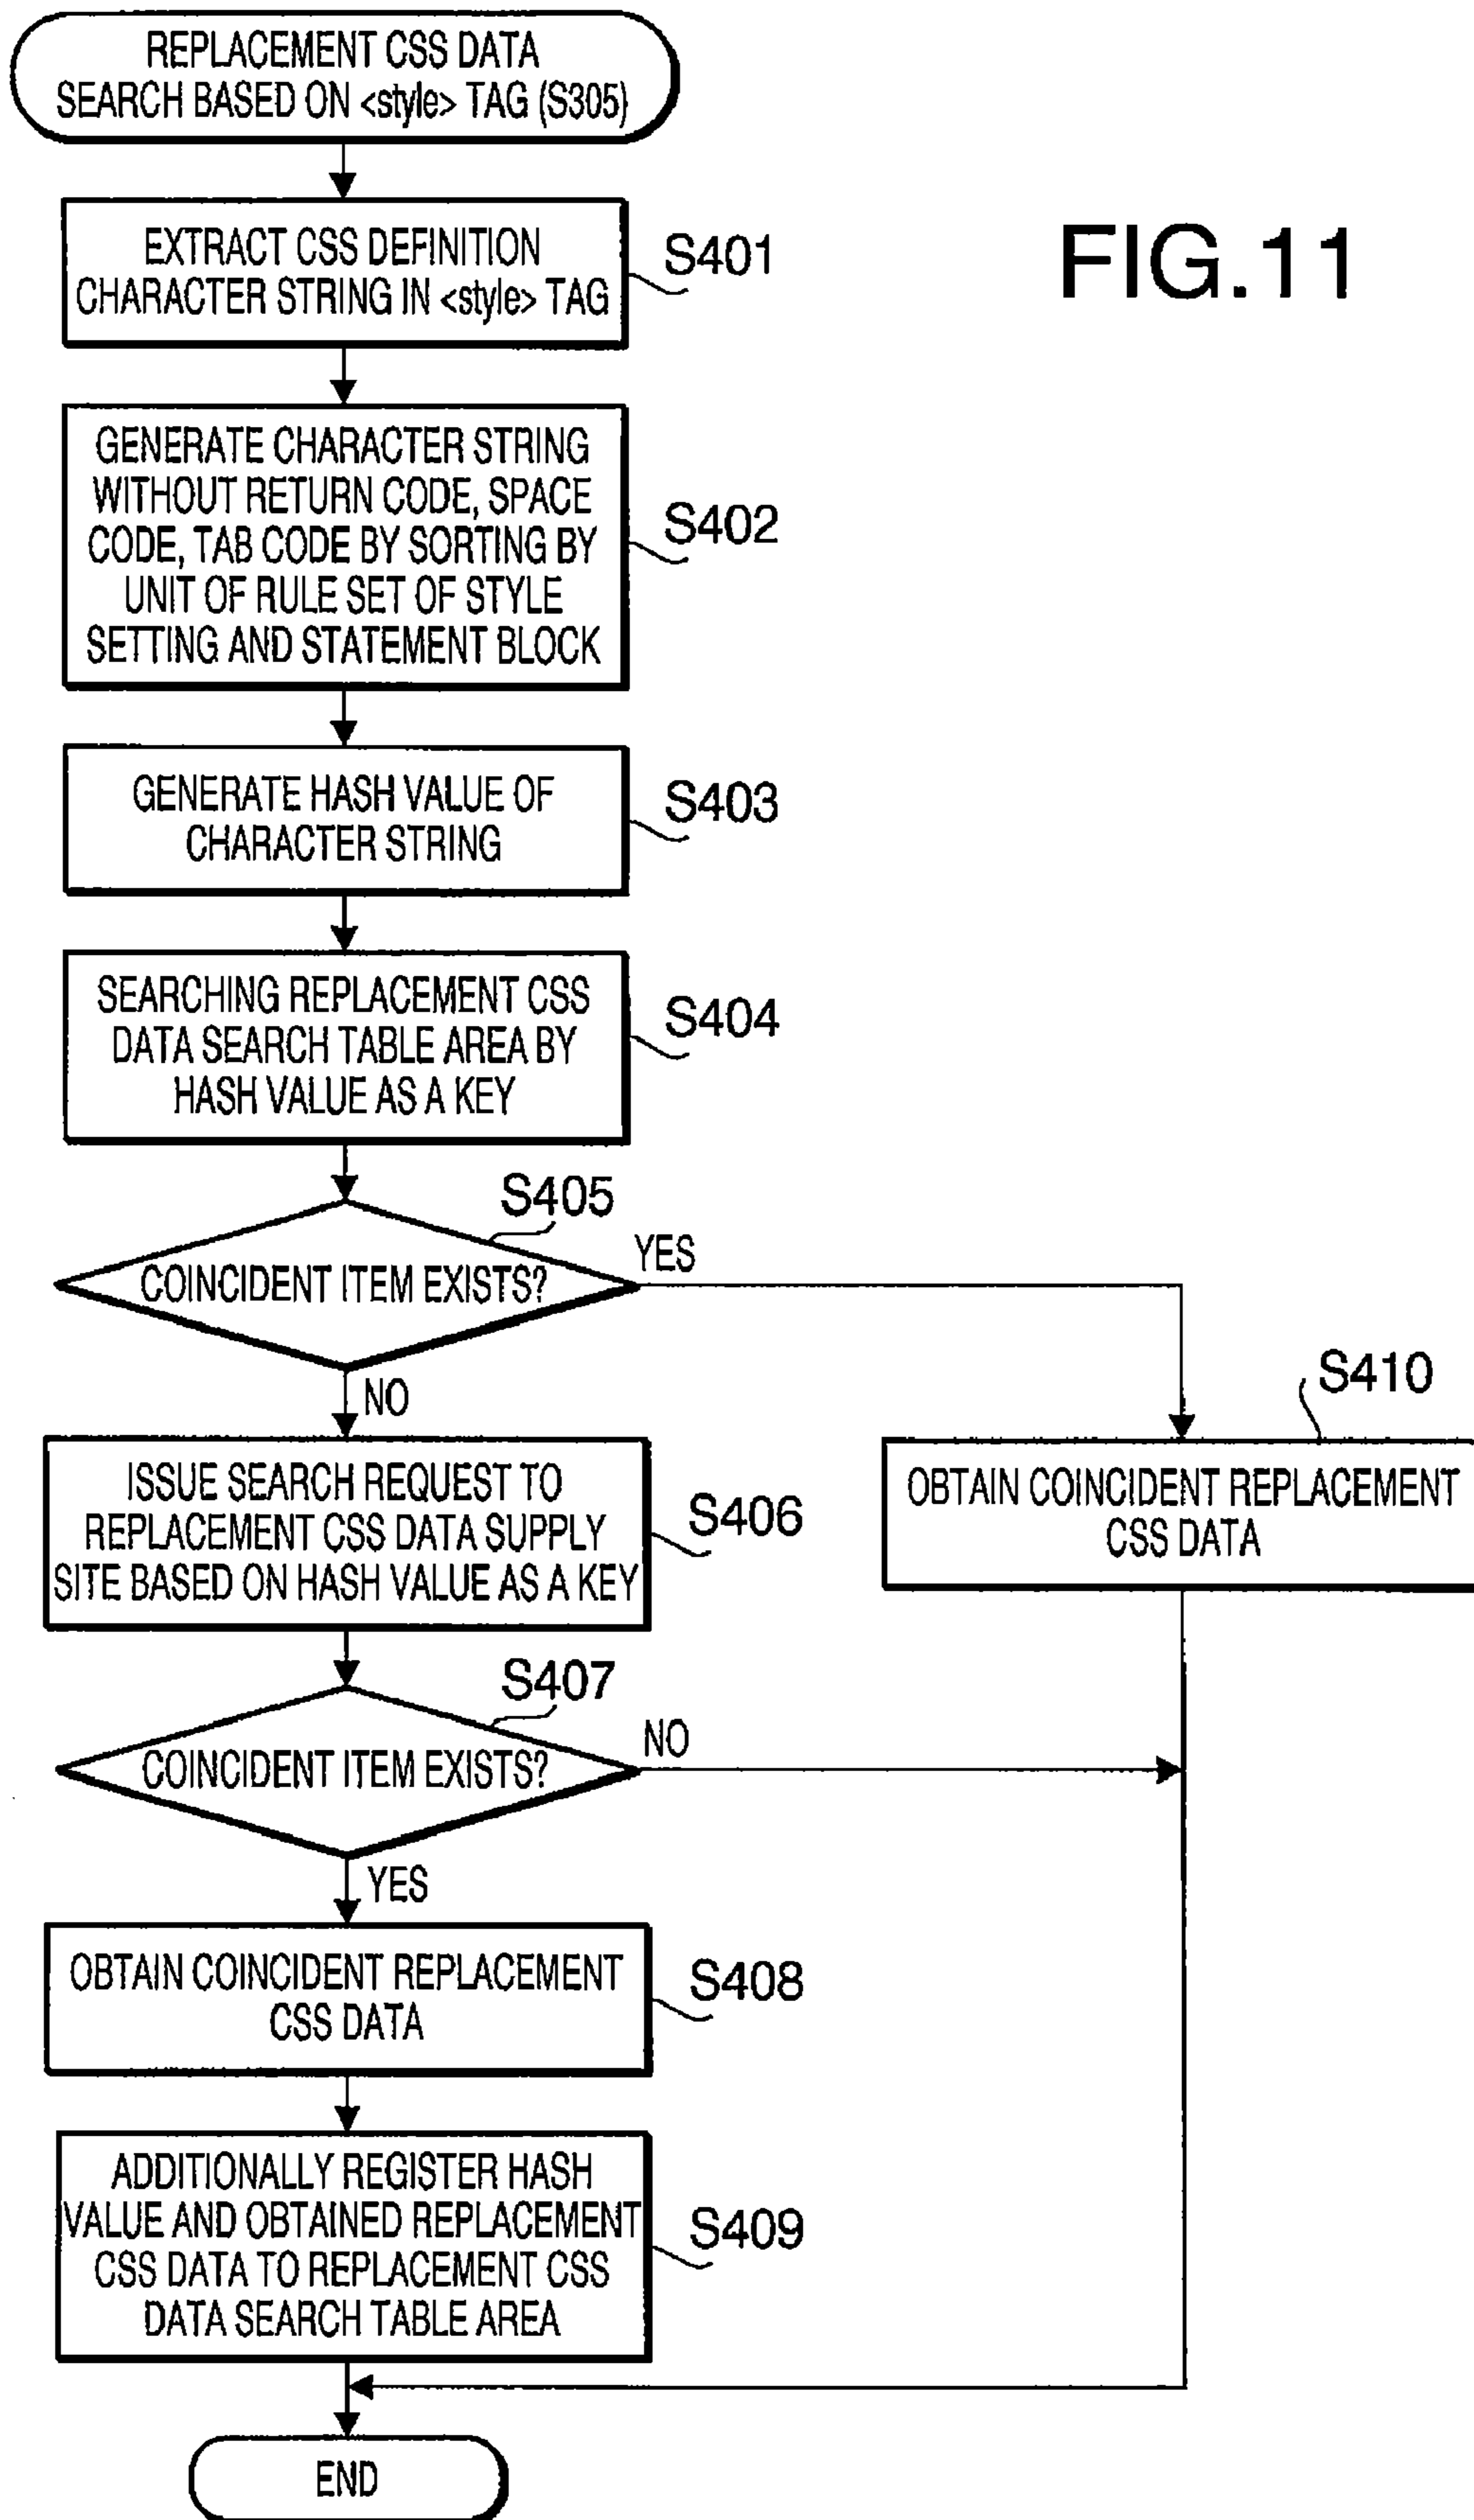 REPLACEMENT CSS DATA
SEARCH BASED ON <style> TAG (S305)
FIG.11
EXTRACT CSS DEFINITION
CHARACTER STRING IN <style> TAG
S401
GENERATE CHARACTER STRING
WITHOUT RETURN CODE, SPACE
CODE, TAB CODE BY SORTING BY
UNIT OF RULE SET OF STYLE
SETTING AND STATEMENT BLOCK
S402
GENERATE HASH VALUE OF
CHARACTER STRING
S403
SEARCHING REPLACEMENT CSS
DATA SEARCH TABLE AREA BY
HASH VALUE AS A KEY
S404
S405
COINCIDENT ITEM EXISTS?
YES
NO
S410
OBTAIN COINCIDENT REPLACEMENT
CSS DATA
ISSUE SEARCH REQUEST TO
REPLACEMENT CSS DATA SUPPLY
SITE BASED ON HASH VALUE AS A KEY
S406
S407
COINCIDENT ITEM EXISTS?
NO
YES
OBTAIN COINCIDENT REPLACEMENT
CSS DATA
S408
ADDITIONALLY REGISTER HASH
VALUE AND OBTAINED REPLACEMENT
CSS DATA TO REPLACEMENT CSS
DATA SEARCH TABLE AREA
S409
END